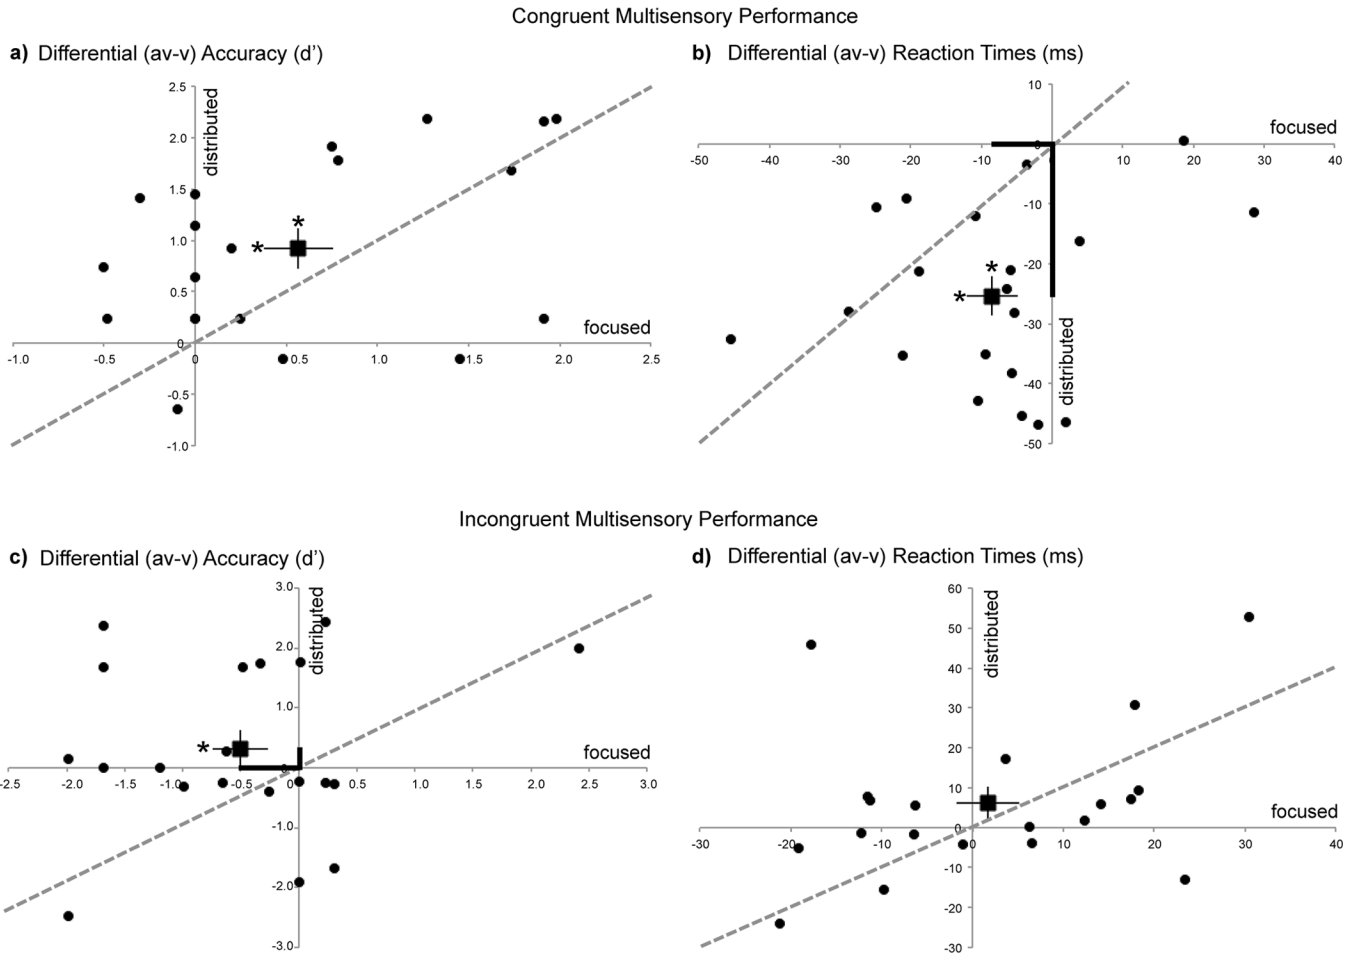 Congruent Multisensory Performance
a) Differential (av-v) Accuracy (d’)
b) Differential (av-v) Reaction Times (ms)
2.5
distributed
2.0
1.5
*
*
1.0
0.5
focused
0
-1.0 -0.5 0 0.5 1.0 1.5 2.0 2.5
-0.5
-1.0
10
focused
0
-50 -40 -30 -20 -10 10 20 30 40
-10
-20
*
*
-30
distributed
-40
-50
Incongruent Multisensory Performance
c) Differential (av-v) Accuracy (d’)
d) Differential (av-v) Reaction Times (ms)
3.0
distributed
2.0
1.0
*
focused
0
-2.5 -2.0 -1.5 -1.0 -0.5 0.5 1.0 1.5 2.0 2.5 3.0
-1.0
-2.0
-3.0
60
distributed
50
40
30
20
10
focused
0
-30 -20 -10 0 10 20 30 40
-10
-20
-30